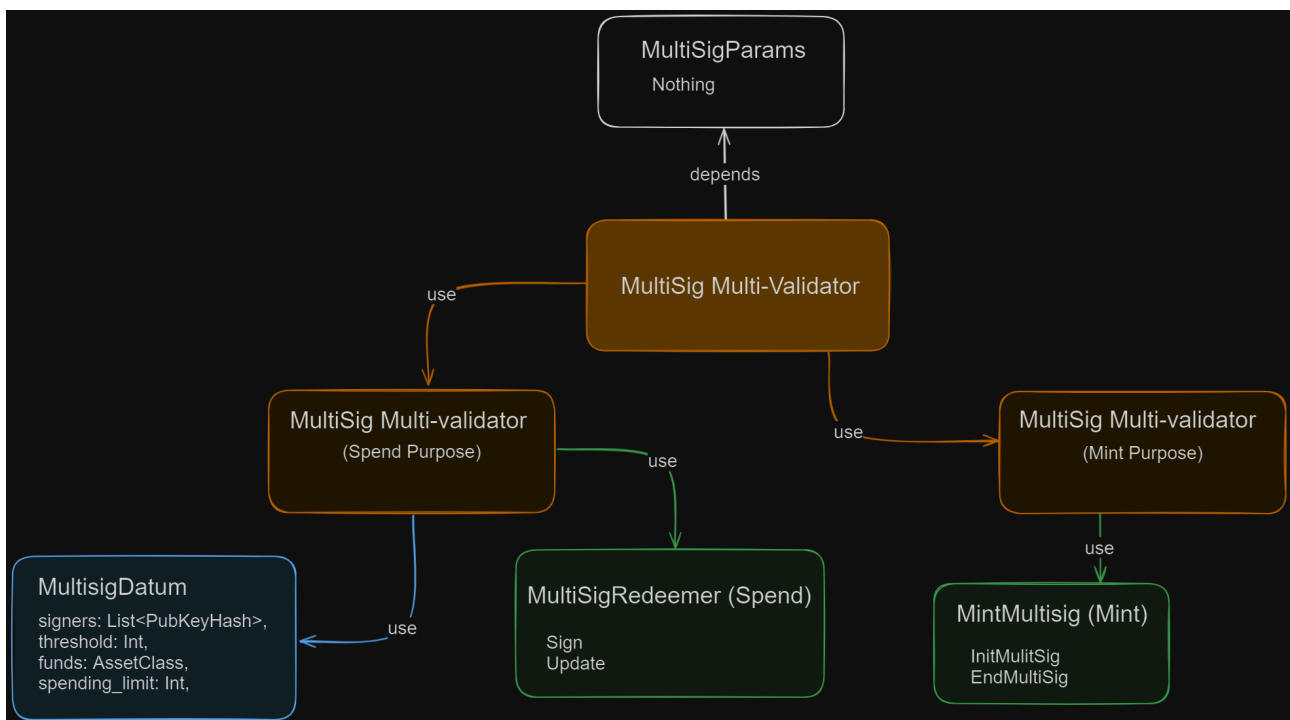 MultiSigParams
Nothing
depends
MultiSig Multi-Validator
use
use
MultiSig Multi-validator
(Spend Purpose)
MultiSig Multi-validator
(Mint Purpose)
use
use
use
MultisigDatum
signers: List<PubKeyHash>,
threshold: Int,
funds: AssetClass,
spending_limit: Int,
MultiSigRedeemer (Spend)
Sign
Update
MintMultisig (Mint)
InitMulitSig
EndMultiSig